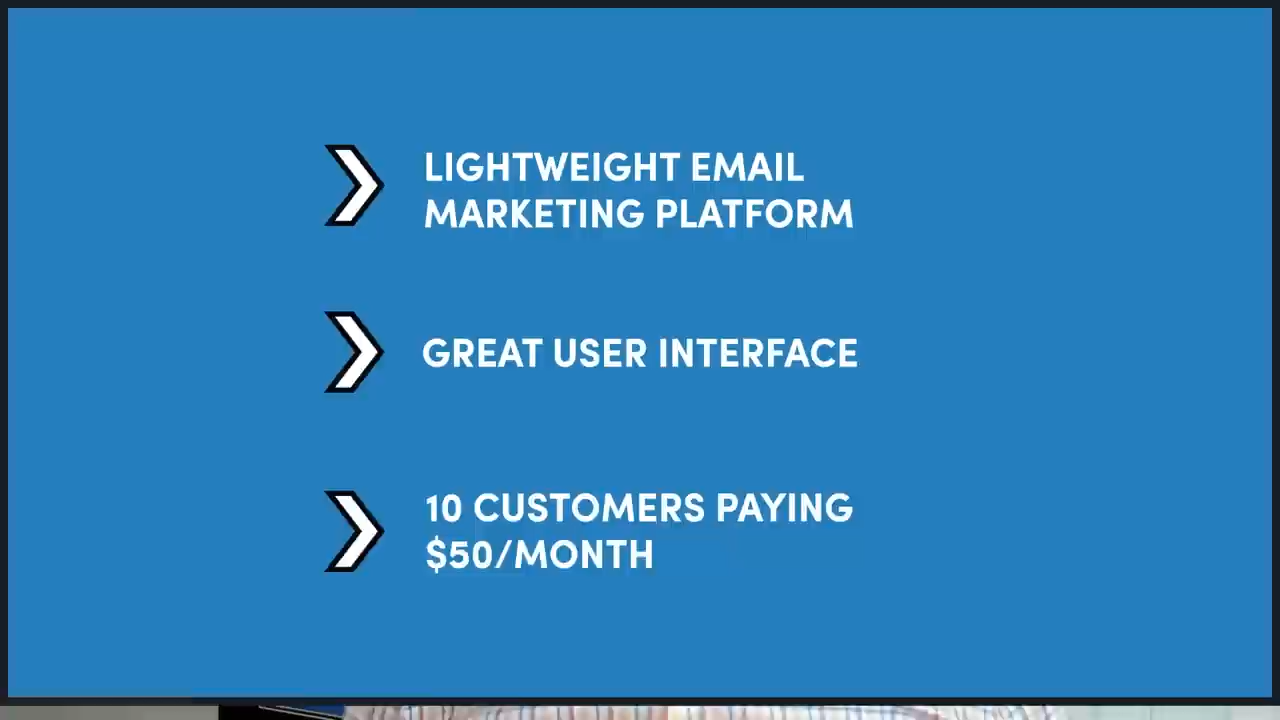 LIGHTWEIGHT EMAIL
MARKETING PLATFORM
GREAT USER INTERFACE
10 CUSTOMERS PAYING
$50/MONTH